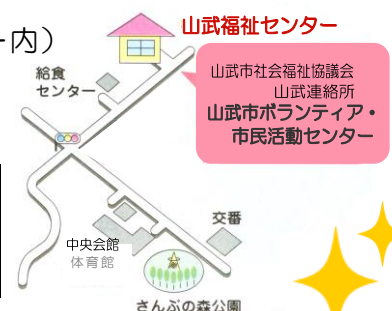 ー内）
山武福祉センター
山武市社会福祉協議会
山武連絡所
山武市ボランティア・
市民活動センター
給食
センター
交番
中央会館
体育館
さんぶの森公園